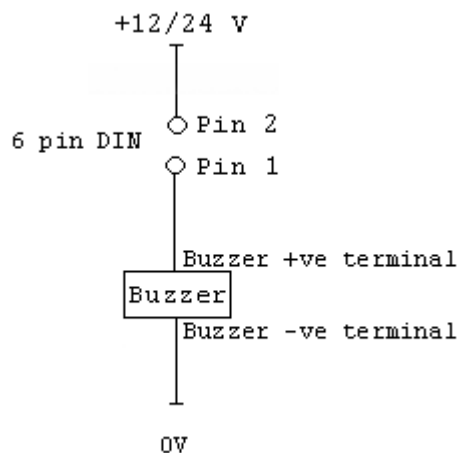 +12/24 V
Pin 2
6 pin DIN
Pin 1
Buzzer +ve terminal
Buzzer
Buzzer -ve terminal
0V